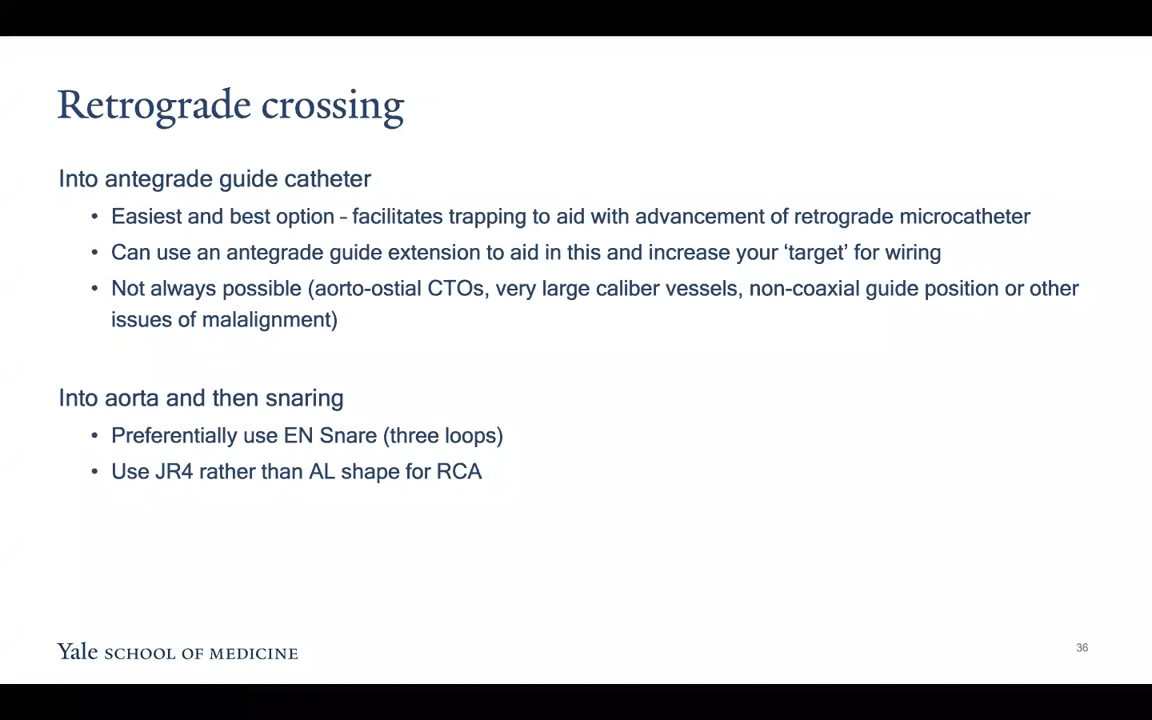 Retrograde crossing
Into antegrade guide catheter
• Easiest and best option – facilitates trapping to aid with advancement of retrograde microcatheter
• Can use an antegrade guide extension to aid in this and increase your ‘target’ for wiring
• Not always possible (aorto-ostial CTOs, very large caliber vessels, non-coaxial guide position or other
issues of malalignment)
Into aorta and then snaring
• Preferentially use EN Snare (three loops)
• Use JR4 rather than AL shape for RCA
Yale SCHOOL OF MEDICINE
36